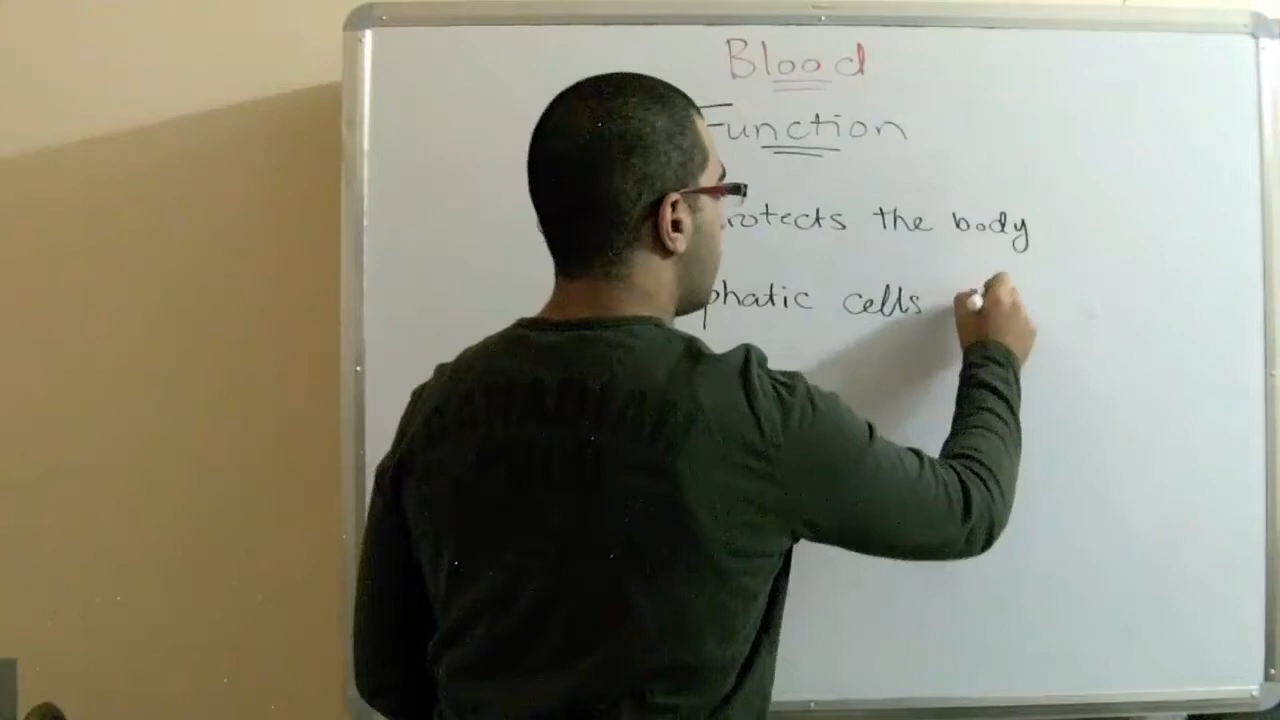 Blood
Function
rotects the body
phatic cells